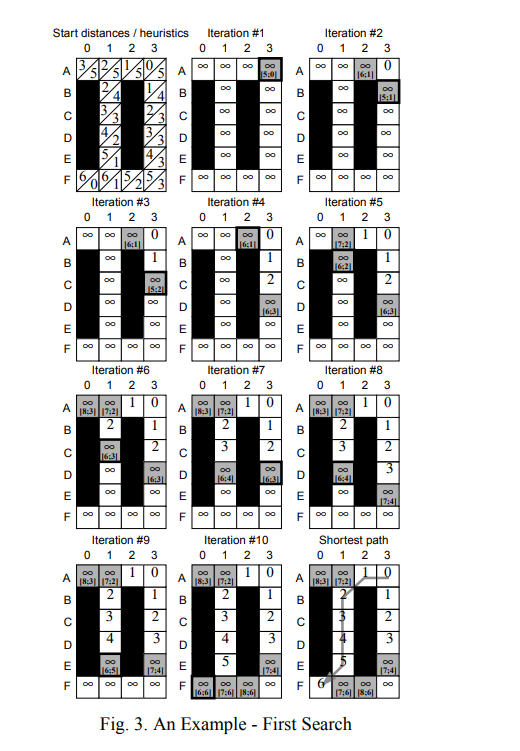 Start distances / heuristics
0 1 2 3
A 3 5 2 5 1 5 0 5
B 2 4 1 4
C 3 3 2 3
D 4 2 3 3
E 5 1 4 3
F 6 0 6 1 5 2 5 3
Iteration #1
0 1 2 3
A ∞ ∞ ∞ ∞ [5;0]
B ∞ ∞
C ∞ ∞
D ∞ ∞
E ∞ ∞
F ∞ ∞ ∞ ∞
Iteration #2
0 1 2 3
A ∞ ∞ ∞ [6;1] 0
B ∞ ∞ [5;1]
C ∞ ∞
D ∞ ∞
E ∞ ∞
F ∞ ∞ ∞ ∞
Iteration #3
0 1 2 3
A ∞ ∞ ∞ [6;1] 0
B ∞ 1
C ∞ ∞ [5;2]
D ∞ ∞
E ∞ ∞
F ∞ ∞ ∞ ∞
Iteration #4
0 1 2 3
A ∞ ∞ ∞ [6;1] 0
B ∞ 1
C ∞ 2
D ∞ ∞ [6;3]
E ∞ ∞
F ∞ ∞ ∞ ∞
Iteration #5
0 1 2 3
A ∞ ∞ [7;2] 1 0
B ∞ [6;2] 1
C ∞ 2
D ∞ ∞ [6;3]
E ∞ ∞
F ∞ ∞ ∞ ∞
Iteration #6
0 1 2 3
A ∞ [8;3] ∞ [7;2] 1 0
B 2 1
C ∞ [6;3] 2
D ∞ ∞ [6;3]
E ∞ ∞
F ∞ ∞ ∞ ∞
Iteration #7
0 1 2 3
A ∞ [8;3] ∞ [7;2] 1 0
B 2 1
C 3 2
D ∞ [6;4] ∞ [6;3]
E ∞ ∞
F ∞ ∞ ∞ ∞
Iteration #8
0 1 2 3
A ∞ [8;3] ∞ [7;2] 1 0
B 2 1
C 3 2
D ∞ [6;4] 3
E ∞ ∞ [7;4]
F ∞ ∞ ∞ ∞
Iteration #9
0 1 2 3
A ∞ [8;3] ∞ [7;2] 1 0
B 2 1
C 3 2
D 4 3
E ∞ [6;5] ∞ [7;4]
F ∞ ∞ ∞ ∞
Iteration #10
0 1 2 3
A ∞ [8;3] ∞ [7;2] 1 0
B 2 1
C 3 2
D 4 3
E 5 ∞ [7;4]
F ∞ [6;6] ∞ [7;6] ∞ [8;6] ∞
Shortest path
0 1 2 3
A ∞ [8;3] ∞ [7;2] 1 0
B 2 1
C 3 2
D 4 3
E 5 ∞ [7;4]
F 6 ∞ [7;6] ∞ [8;6] ∞
Fig. 3. An Example - First Search